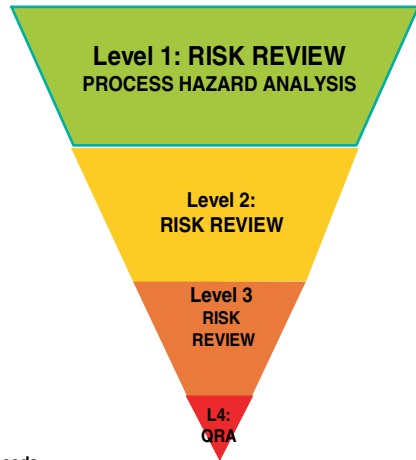 Level 1: RISK REVIEW
PROCESS HAZARD ANALYSIS
Level 2:
RISK REVIEW
Level 3
RISK
REVIEW
L4:
QRA